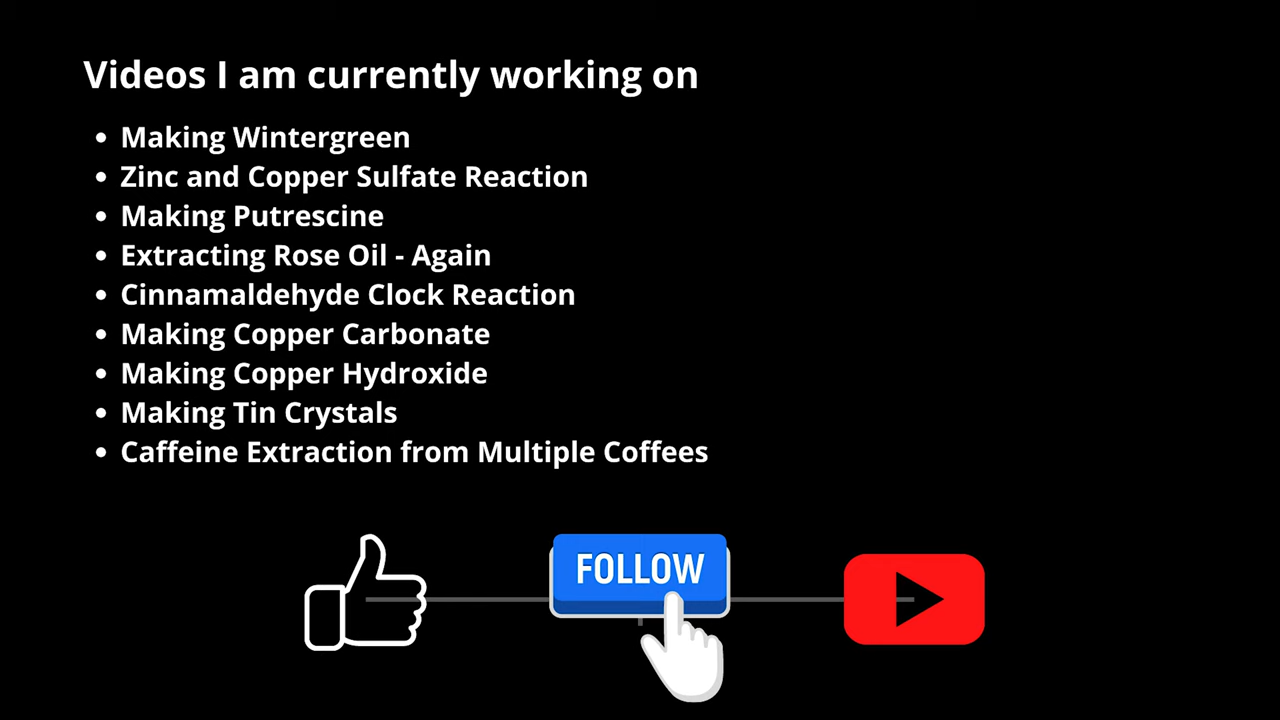 Videos I am currently working on
• Making Wintergreen
• Zinc and Copper Sulfate Reaction
• Making Putrescine
• Extracting Rose Oil - Again
• Cinnamaldehyde Clock Reaction
• Making Copper Carbonate
• Making Copper Hydroxide
• Making Tin Crystals
• Caffeine Extraction from Multiple Coffees
FOLLOW